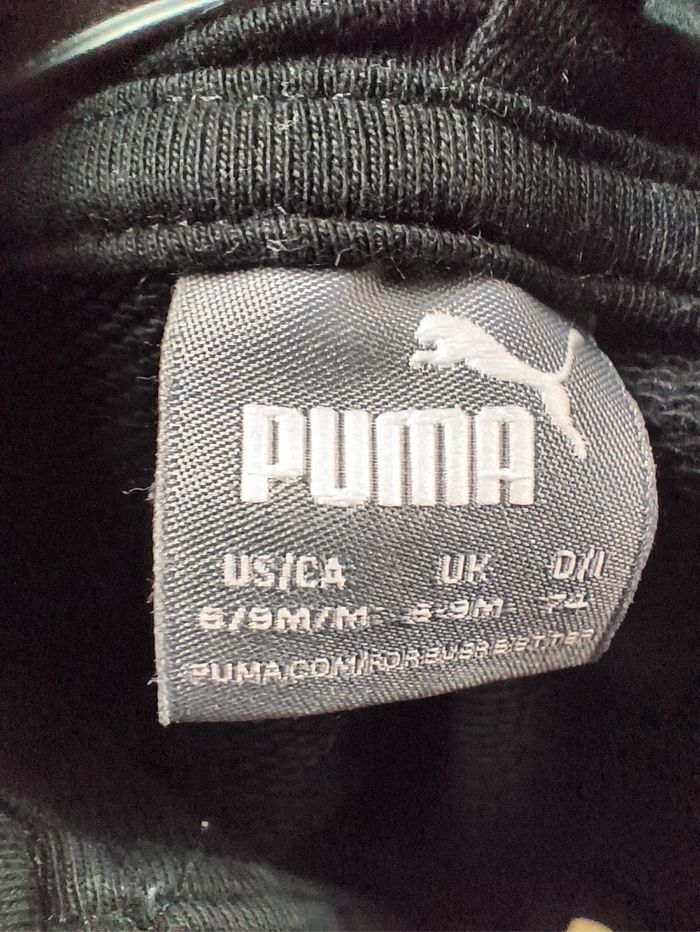 PUMA
US/CA UK D/I
6/9M/M 6-9M 74
PUMA.COM/FOREVERBETTER